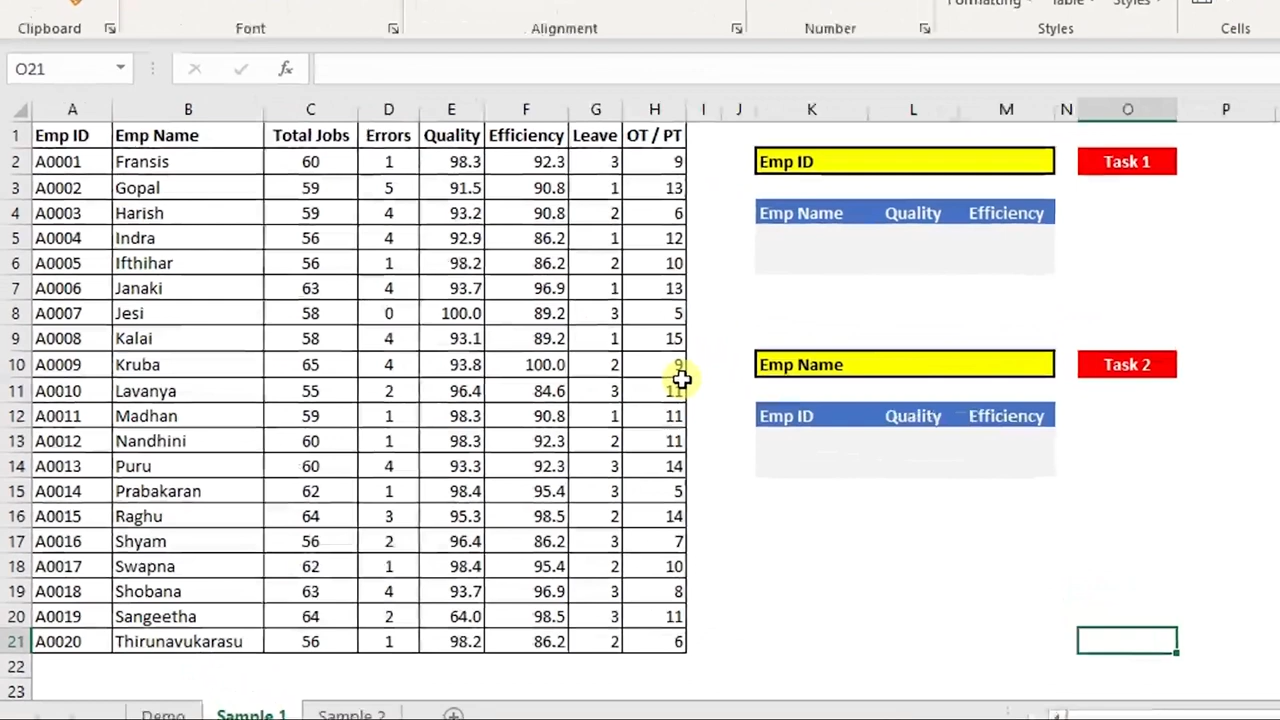 Formatting Table Styles
Clipboard Font Alignment Number Styles Cells
O21 fx
A B C D E F G H I J K L M N O P
1 Emp ID Emp Name Total Jobs Errors Quality Efficiency Leave OT / PT
2 A0001 Fransis 60 1 98.3 92.3 3 9 Emp ID Task 1
3 A0002 Gopal 59 5 91.5 90.8 1 13
4 A0003 Harish 59 4 93.2 90.8 2 6 Emp Name Quality Efficiency
5 A0004 Indra 56 4 92.9 86.2 1 12
6 A0005 Ifthihar 56 1 98.2 86.2 2 10
7 A0006 Janaki 63 4 93.7 96.9 1 13
8 A0007 Jesi 58 0 100.0 89.2 3 5
9 A0008 Kalai 58 4 93.1 89.2 1 15
10 A0009 Kruba 65 4 93.8 100.0 2 9 Emp Name Task 2
11 A0010 Lavanya 55 2 96.4 84.6 3 11
12 A0011 Madhan 59 1 98.3 90.8 1 11 Emp ID Quality Efficiency
13 A0012 Nandhini 60 1 98.3 92.3 2 11
14 A0013 Puru 60 4 93.3 92.3 3 14
15 A0014 Prabakaran 62 1 98.4 95.4 3 5
16 A0015 Raghu 64 3 95.3 98.5 2 14
17 A0016 Shyam 56 2 96.4 86.2 3 7
18 A0017 Swapna 62 1 98.4 95.4 2 10
19 A0018 Shobana 63 4 93.7 96.9 3 8
20 A0019 Sangeetha 64 2 64.0 98.5 3 11
21 A0020 Thirunavukarasu 56 1 98.2 86.2 2 6
22
23
Demo Sample 1 Sample 2